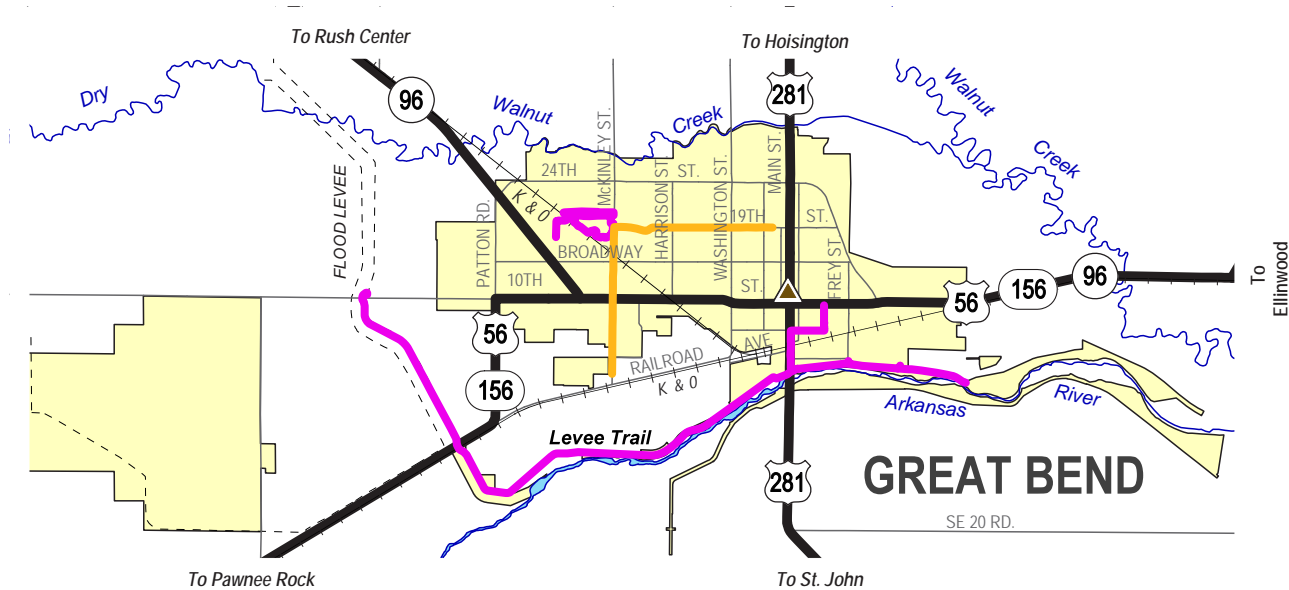 To Rush Center
To Hoisington
Dry
96
Walnut
Creek
281
Walnut
Creek
24TH
ST.
McKINLEY ST.
HARRISON ST.
WASHINGTON ST.
MAIN ST.
K & O
PATTON RD.
FLOOD LEVEE
19TH
ST.
BROADWAY
10TH
ST.
FREY ST.
56
156
96
To
Ellinwood
56
156
RAILROAD
AVE
K & O
Levee Trail
Arkansas
River
281
GREAT BEND
SE 20 RD.
To Pawnee Rock
To St. John